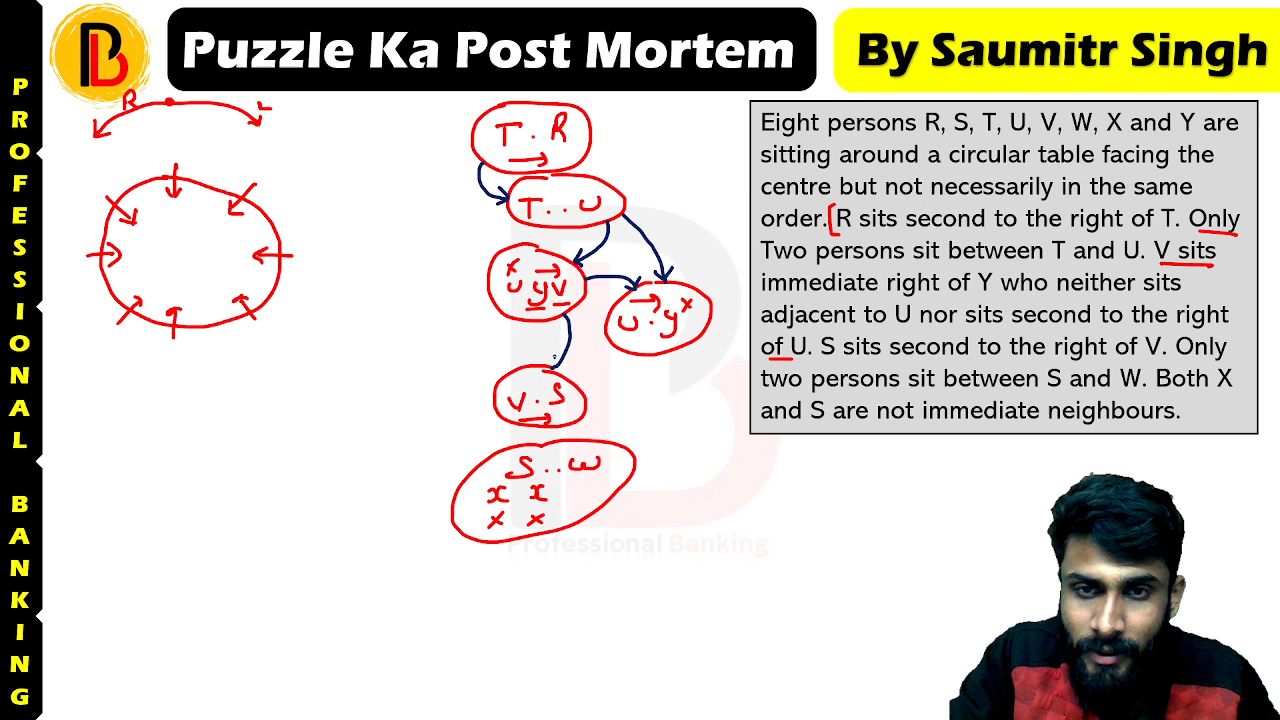 PROFESSIONAL BANKING
B
Puzzle Ka Post Mortem
By Saumitr Singh
R L
T . R
T . . U
x
U y v
U . y x
V . S
S . . W
x x
x x
Professional Banking
Eight persons R, S, T, U, V, W, X and Y are
sitting around a circular table facing the
centre but not necessarily in the same
order. [R sits second to the right of T. Only
Two persons sit between T and U. V sits
immediate right of Y who neither sits
adjacent to U nor sits second to the right
of U. S sits second to the right of V. Only
two persons sit between S and W. Both X
and S are not immediate neighbours.